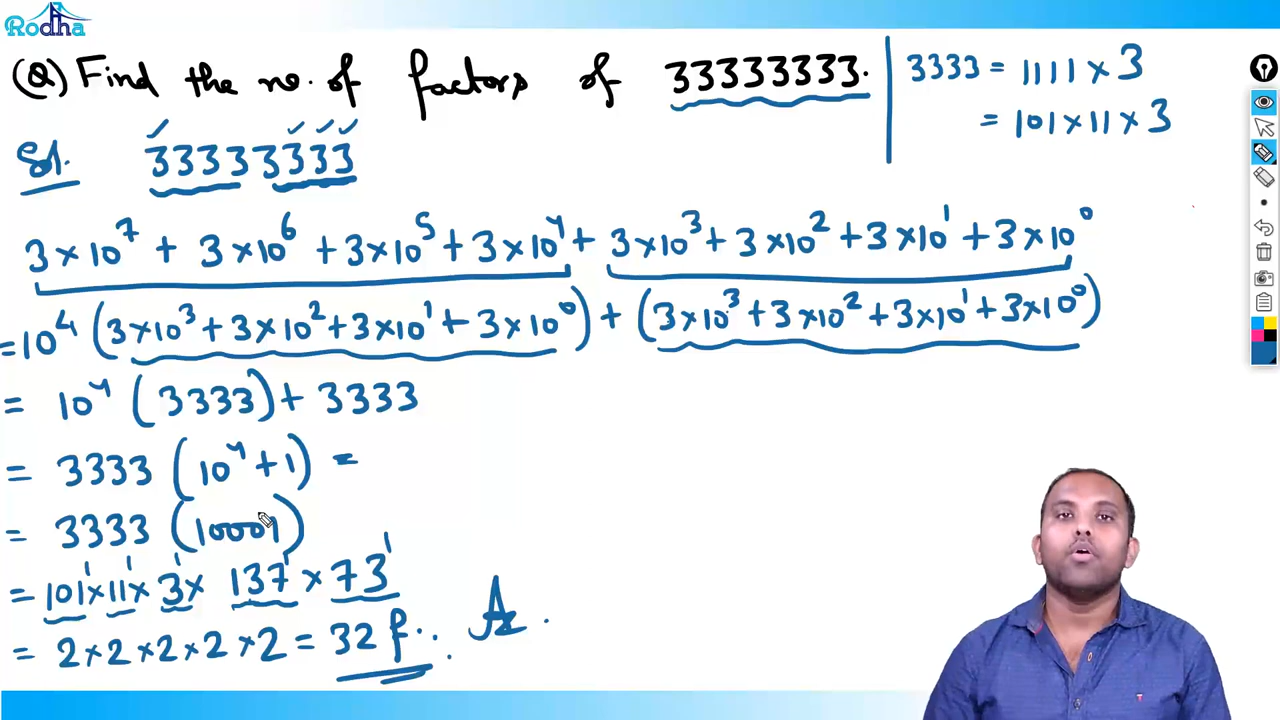 Rodha
(Q) Find the no. of factors of 33333333.
3333 = 1111 × 3
= 101 × 11 × 3
Sol. 33333333
3×10⁷ + 3×10⁶ + 3×10⁵ + 3×10⁴ + 3×10³ + 3×10² + 3×10¹ + 3×10⁰
= 10⁴ (3×10³ + 3×10² + 3×10¹ + 3×10⁰) + (3×10³ + 3×10² + 3×10¹ + 3×10⁰)
= 10⁴ (3333) + 3333
= 3333 (10⁴ + 1) =
= 3333 (10001)
= 101¹ × 11¹ × 3¹ × 137¹ × 73¹
= 2×2×2×2×2 = 32 f.